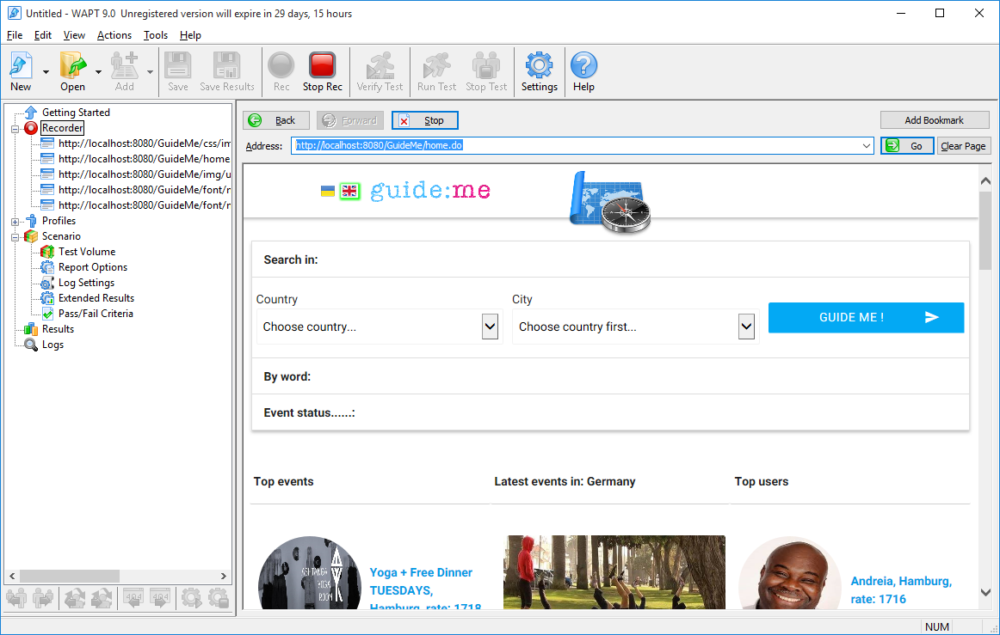 Untitled - WAPT 9.0  Unregistered version will expire in 29 days, 15 hours
File Edit View Actions Tools Help
New Open Add Save Save Results Rec Stop Rec Verify Test Run Test Stop Test Settings Help
Getting Started
Recorder
http://localhost:8080/GuideMe/css/im
http://localhost:8080/GuideMe/home
http://localhost:8080/GuideMe/img/u
http://localhost:8080/GuideMe/font/r
http://localhost:8080/GuideMe/font/r
Profiles
Scenario
Test Volume
Report Options
Log Settings
Extended Results
Pass/Fail Criteria
Results
Logs
404 404
Back Forward Stop Add Bookmark
Address: http://localhost:8080/GuideMe/home.do Go Clear Page
guide:me
Search in:
Country City
Choose country... Choose country first... GUIDE ME !
By word:
Event status......:
Top events Latest events in: Germany Top users
ASHTANGA
YOGA
ROOM
Yoga + Free Dinner
TUESDAYS,
Hamburg, rate: 1718
Andreia, Hamburg,
rate: 1716
NUM